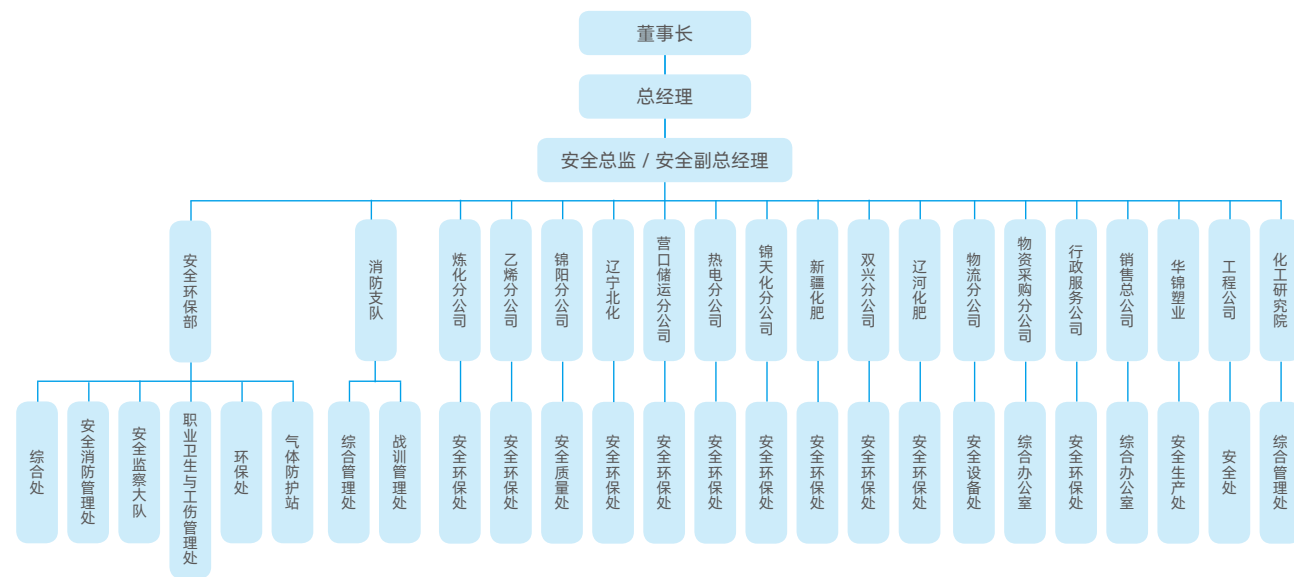 董事长
总经理
安全总监 / 安全副总经理
安全环保部
消防支队
炼化分公司
乙烯分公司
锦阳分公司
辽宁北化
营口储运分公司
热电分公司
锦天化分公司
新疆化肥
双兴分公司
辽河化肥
物流分公司
物资采购分公司
行政服务公司
销售总公司
华锦塑业
工程公司
化工研究院
综合处
安全消防管理处
安全监察大队
职业卫生与工伤管理处
环保处
气体防护站
综合管理处
战训管理处
安全环保处
安全环保处
安全质量处
安全环保处
安全环保处
安全环保处
安全环保处
安全环保处
安全环保处
安全环保处
安全设备处
综合办公室
安全环保处
综合办公室
安全生产处
安全处
综合管理处